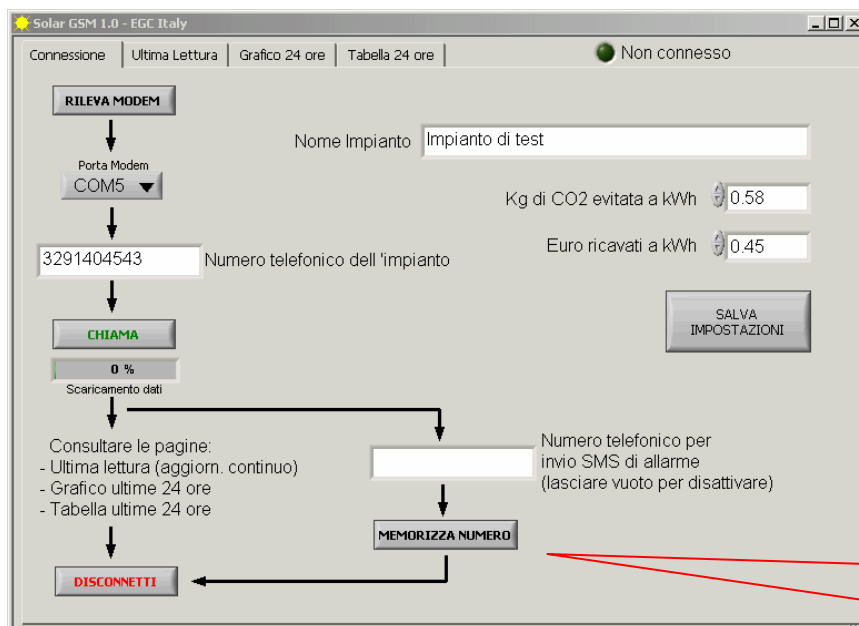 Solar GSM 1.0 - EGC Italy
Connessione
Ultima Lettura
Grafico 24 ore
Tabella 24 ore
Non connesso
RILEVA MODEM
Nome Impianto
Impianto di test
Porta Modem
COM5
Kg di CO2 evitata a kWh
0.58
Euro ricavati a kWh
0.45
3291404543
Numero telefonico dell 'impianto
SALVA
IMPOSTAZIONI
CHIAMA
0 %
Scaricamento dati
Consultare le pagine:
- Ultima lettura (aggiorn. continuo)
- Grafico ultime 24 ore
- Tabella ultime 24 ore
Numero telefonico per
invio SMS di allarme
(lasciare vuoto per disattivare)
MEMORIZZA NUMERO
DISCONNETTI